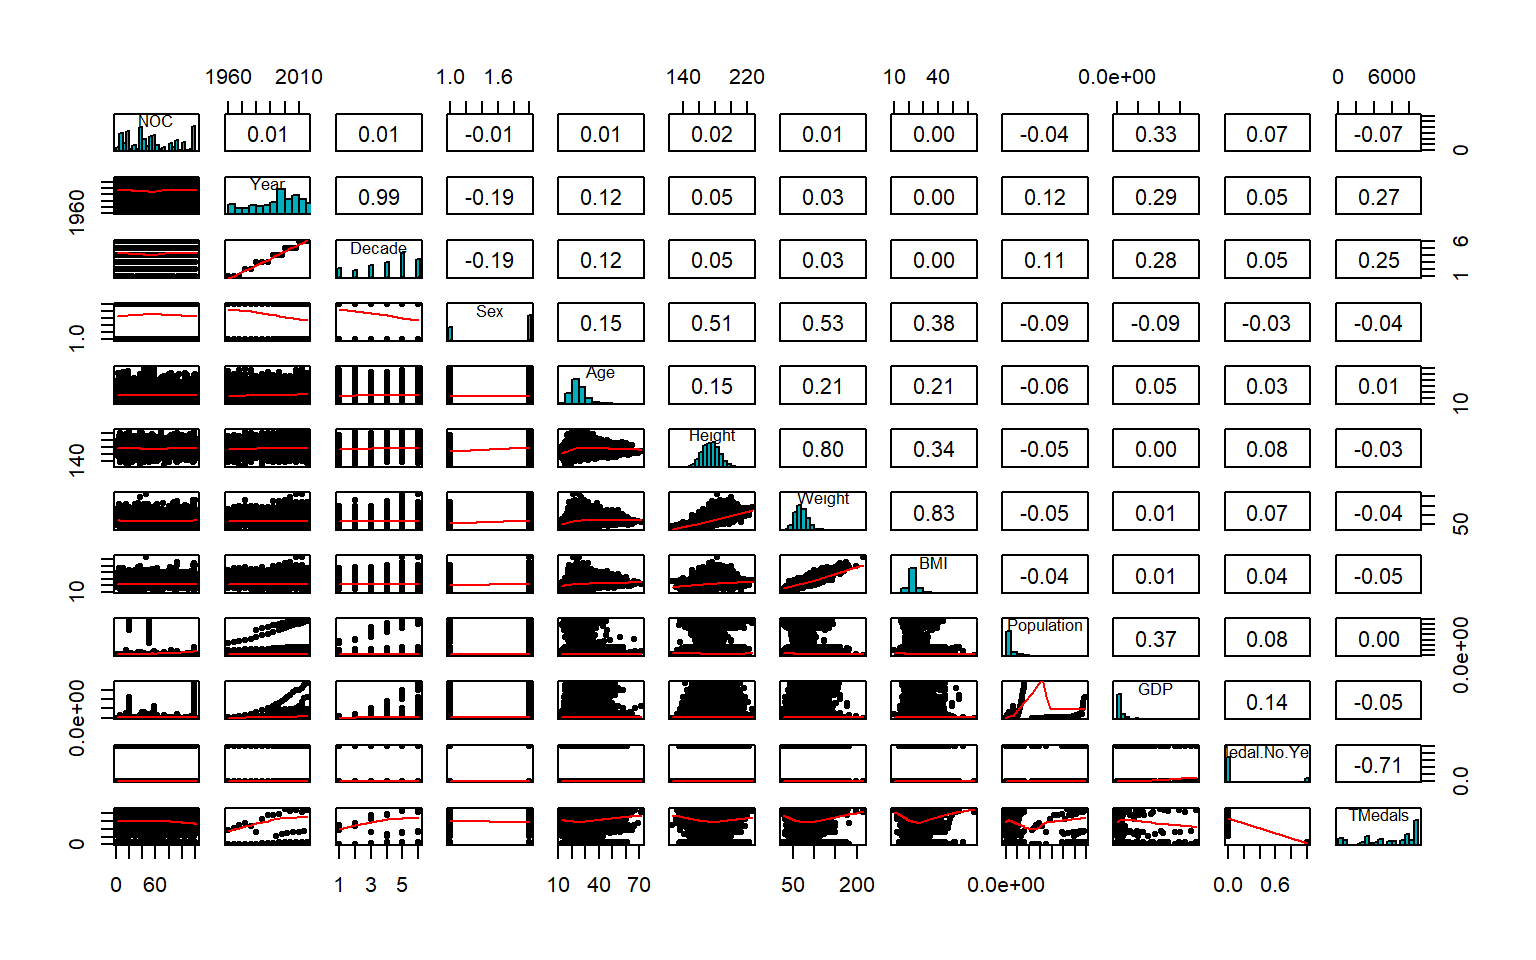 1960 2010 1.0 1.6 140 220 10 40 0.0e+00 0 6000
NOC 0.01 0.01 -0.01 0.01 0.02 0.01 0.00 -0.04 0.33 0.07 -0.07 0
1960 Year 0.99 -0.19 0.12 0.05 0.03 0.00 0.12 0.29 0.05 0.27
Decade -0.19 0.12 0.05 0.03 0.00 0.11 0.28 0.05 0.25 1 6
1.0 Sex 0.15 0.51 0.53 0.38 -0.09 -0.09 -0.03 -0.04
Age 0.15 0.21 0.21 -0.06 0.05 0.03 0.01 10
140 Height 0.80 0.34 -0.05 0.00 0.08 -0.03
Weight 0.83 -0.05 0.01 0.07 -0.04 50
10 BMI -0.04 0.01 0.04 -0.05
Population 0.37 0.08 0.00 0.0e+00
0.0e+00 GDP 0.14 -0.05
edal.No.Ye -0.71 0.0
0 TMedals
0 60 1 3 5 10 40 70 50 200 0.0e+00 0.0 0.6